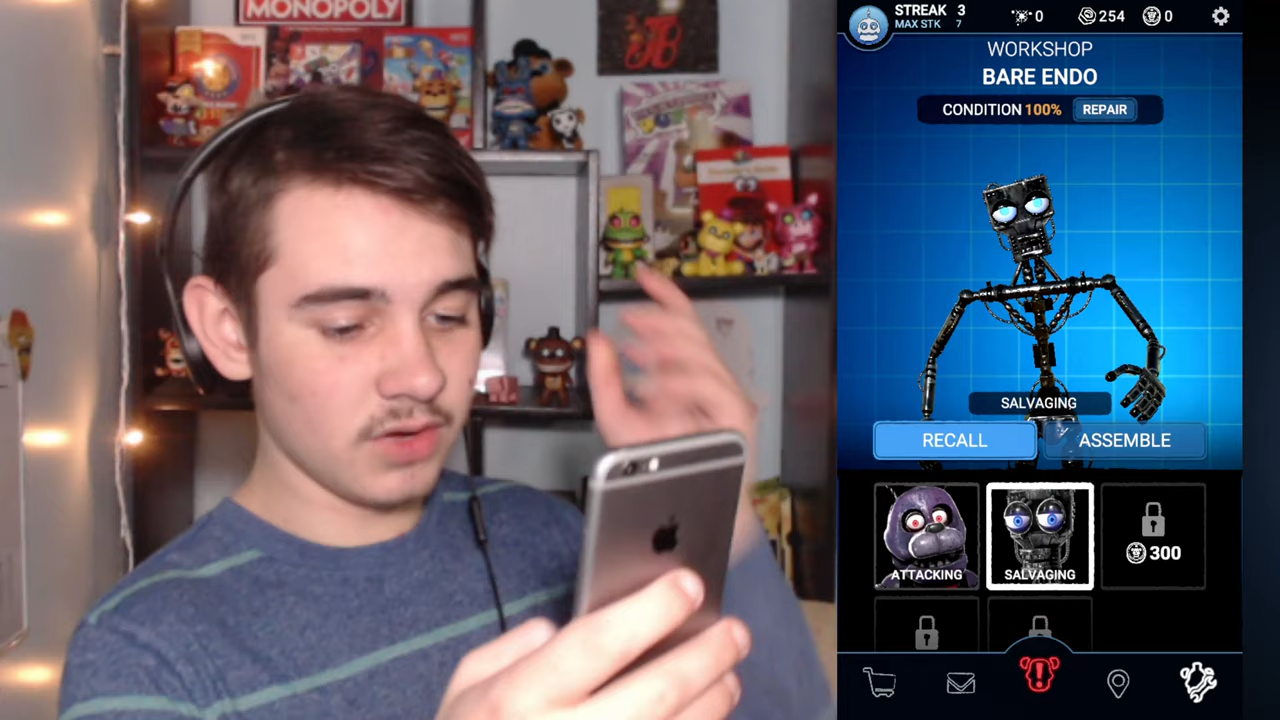 MONOPOLY
JB
STREAK 3
MAX STK 7
0
254
0
WORKSHOP
BARE ENDO
CONDITION 100% REPAIR
SALVAGING
RECALL
ASSEMBLE
ATTACKING
SALVAGING
300